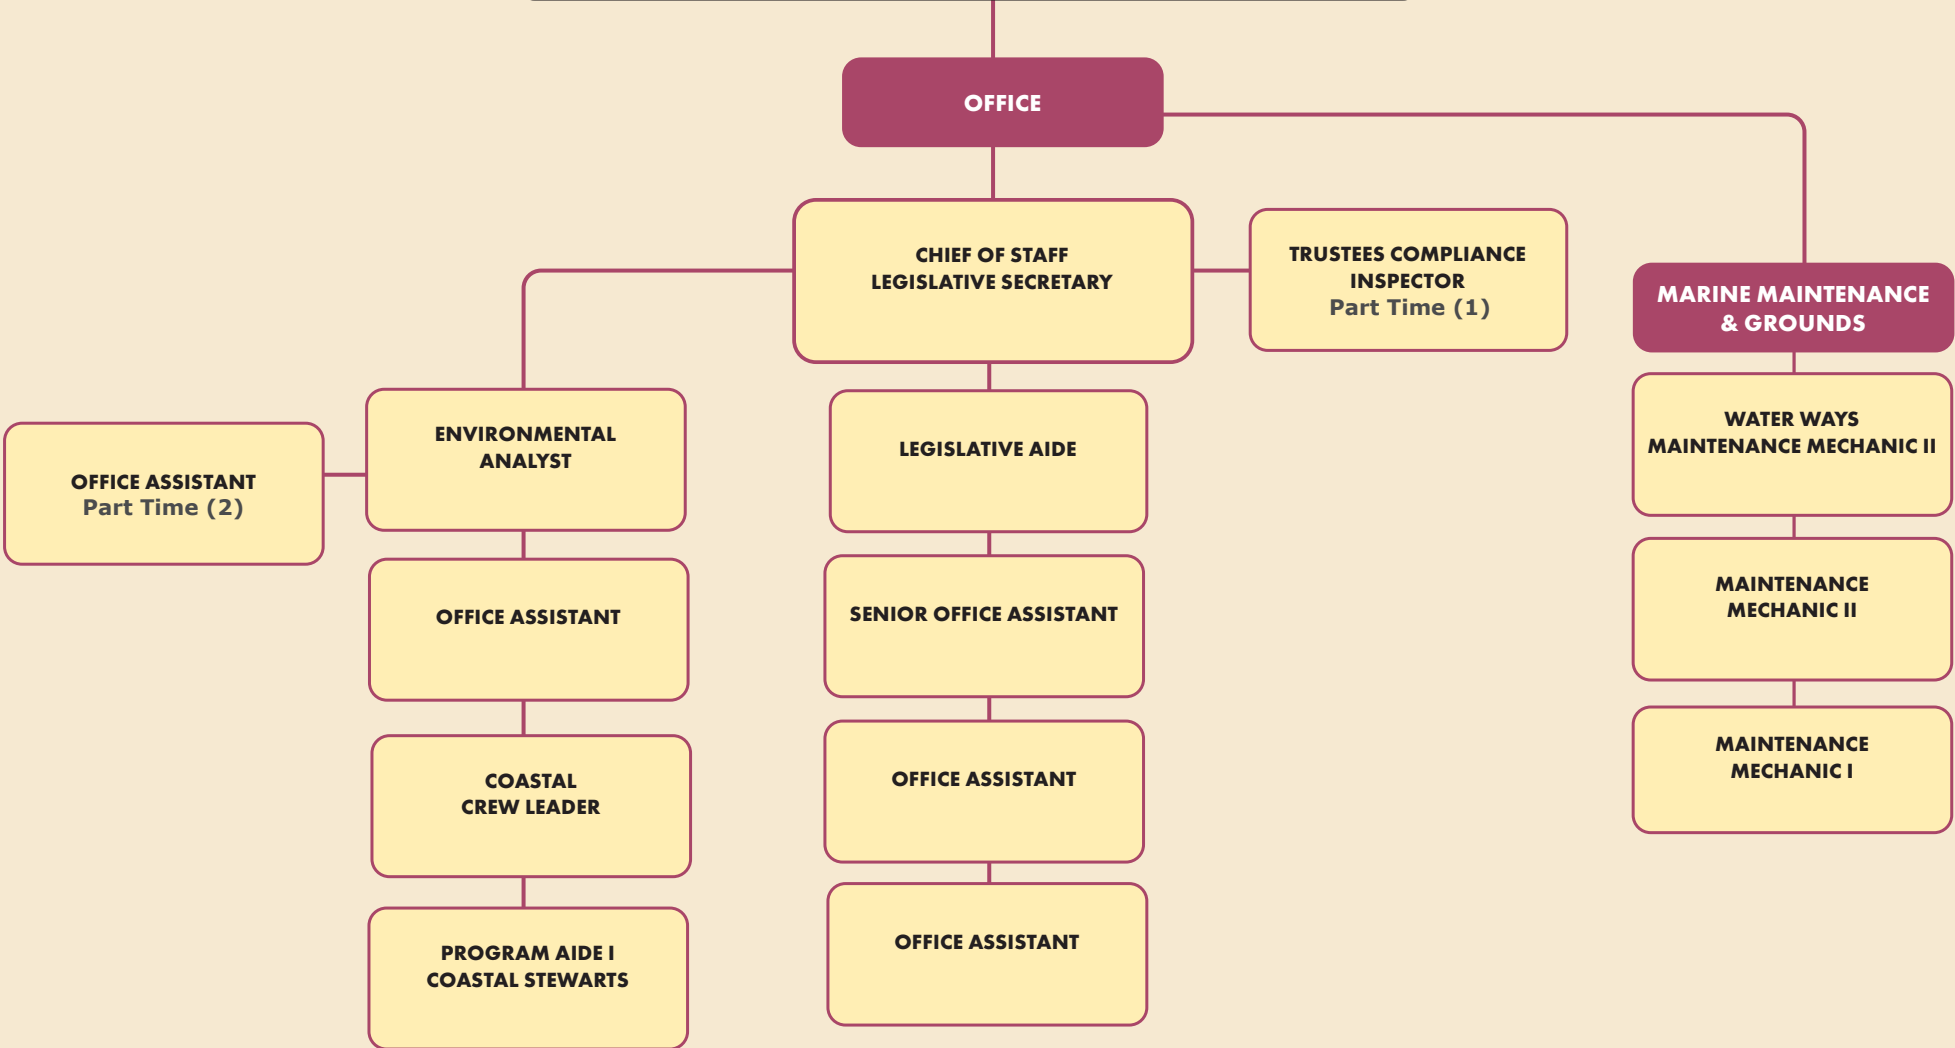 OFFICE
CHIEF OF STAFF
LEGISLATIVE SECRETARY
TRUSTEES COMPLIANCE
INSPECTOR
Part Time (1)
MARINE MAINTENANCE
& GROUNDS
OFFICE ASSISTANT
Part Time (2)
ENVIRONMENTAL
ANALYST
OFFICE ASSISTANT
COASTAL
CREW LEADER
PROGRAM AIDE I
COASTAL STEWARTS
LEGISLATIVE AIDE
SENIOR OFFICE ASSISTANT
OFFICE ASSISTANT
OFFICE ASSISTANT
WATER WAYS
MAINTENANCE MECHANIC II
MAINTENANCE
MECHANIC II
MAINTENANCE
MECHANIC I